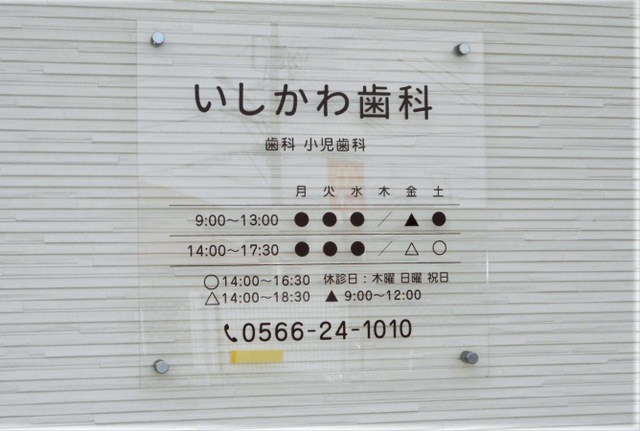 いしかわ歯科
歯科 小児歯科
月 火 水 木 金 土
9:00〜13:00 ● ● ● ／ ▲ ●
14:00〜17:30 ● ● ● ／ △ ○
○14:00〜16:30 休診日：木曜 日曜 祝日
△14:00〜18:30 ▲ 9:00〜12:00
0566-24-1010